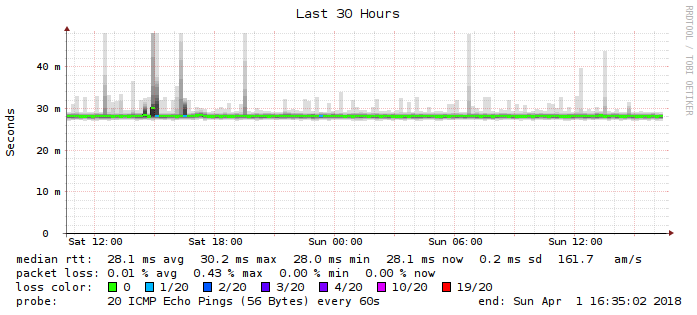 Last 30 Hours
RRDTOOL / TOBI OETIKER
Seconds
40 m
30 m
20 m
10 m
0
Sat 12:00 Sat 18:00 Sun 00:00 Sun 06:00 Sun 12:00
median rtt: 28.1 ms avg 30.2 ms max 28.0 ms min 28.1 ms now 0.2 ms sd 161.7 am/s
packet loss: 0.01 % avg 0.43 % max 0.00 % min 0.00 % now
loss color: 0 1/20 2/20 3/20 4/20 10/20 19/20
probe: 20 ICMP Echo Pings (56 Bytes) every 60s end: Sun Apr 1 16:35:02 2018